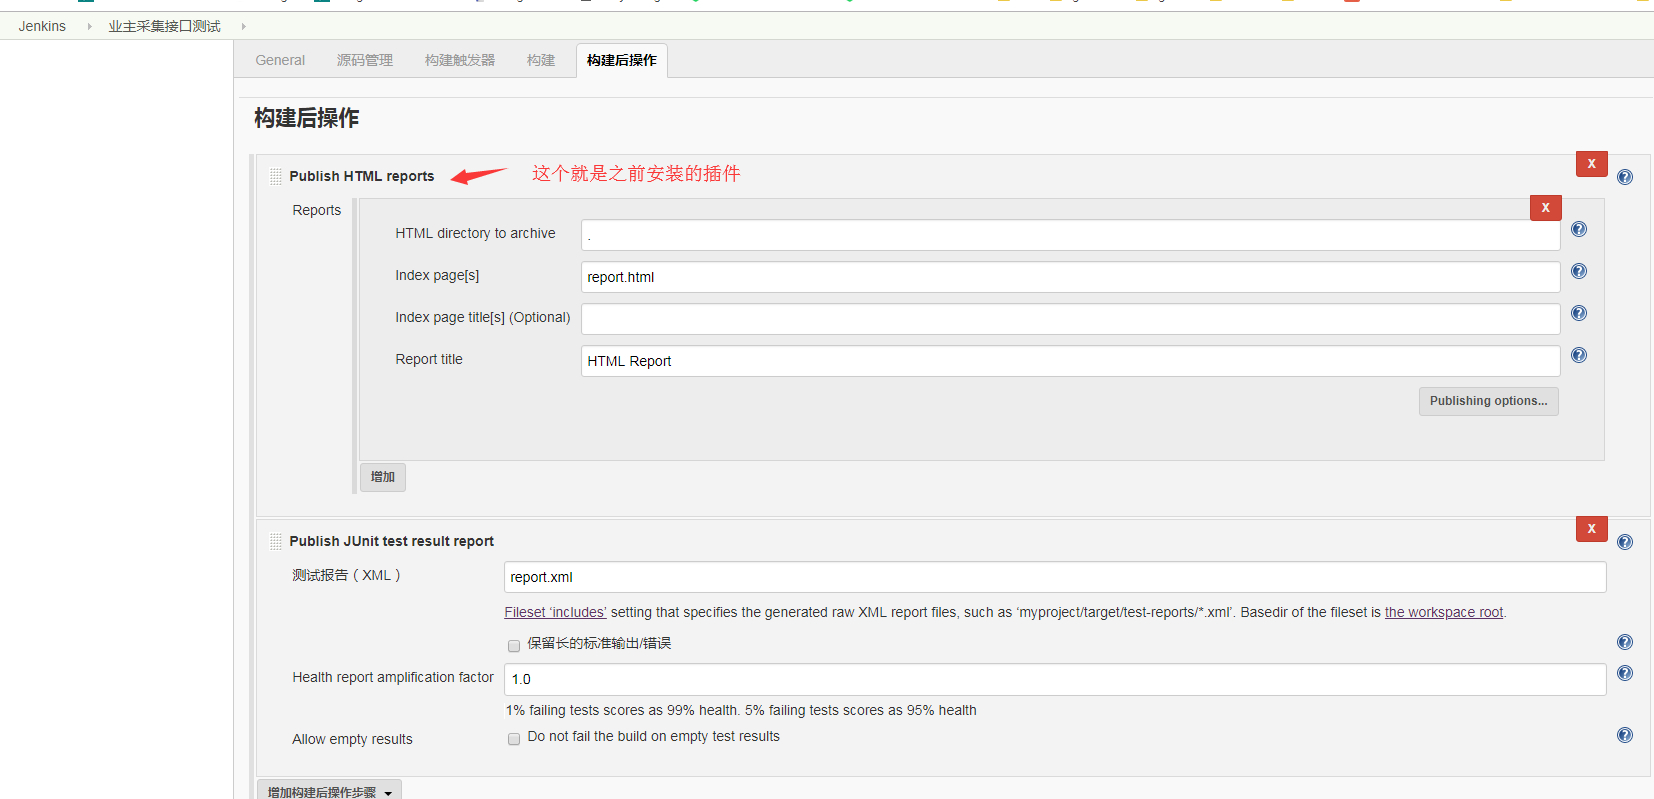 Jenkins 业主采集接口测试
General 源码管理 构建触发器 构建 构建后操作
构建后操作
Publish HTML reports 这个就是之前安装的插件 X
Reports X
HTML directory to archive .
Index page[s] report.html
Index page title[s] (Optional)
Report title HTML Report
Publishing options...
增加
Publish JUnit test result report X
测试报告（XML） report.xml
Fileset ‘includes’ setting that specifies the generated raw XML report files, such as ‘myproject/target/test-reports/*.xml’. Basedir of the fileset is the workspace root.
保留长的标准输出/错误
Health report amplification factor 1.0
1% failing tests scores as 99% health. 5% failing tests scores as 95% health
Allow empty results Do not fail the build on empty test results
增加构建后操作步骤